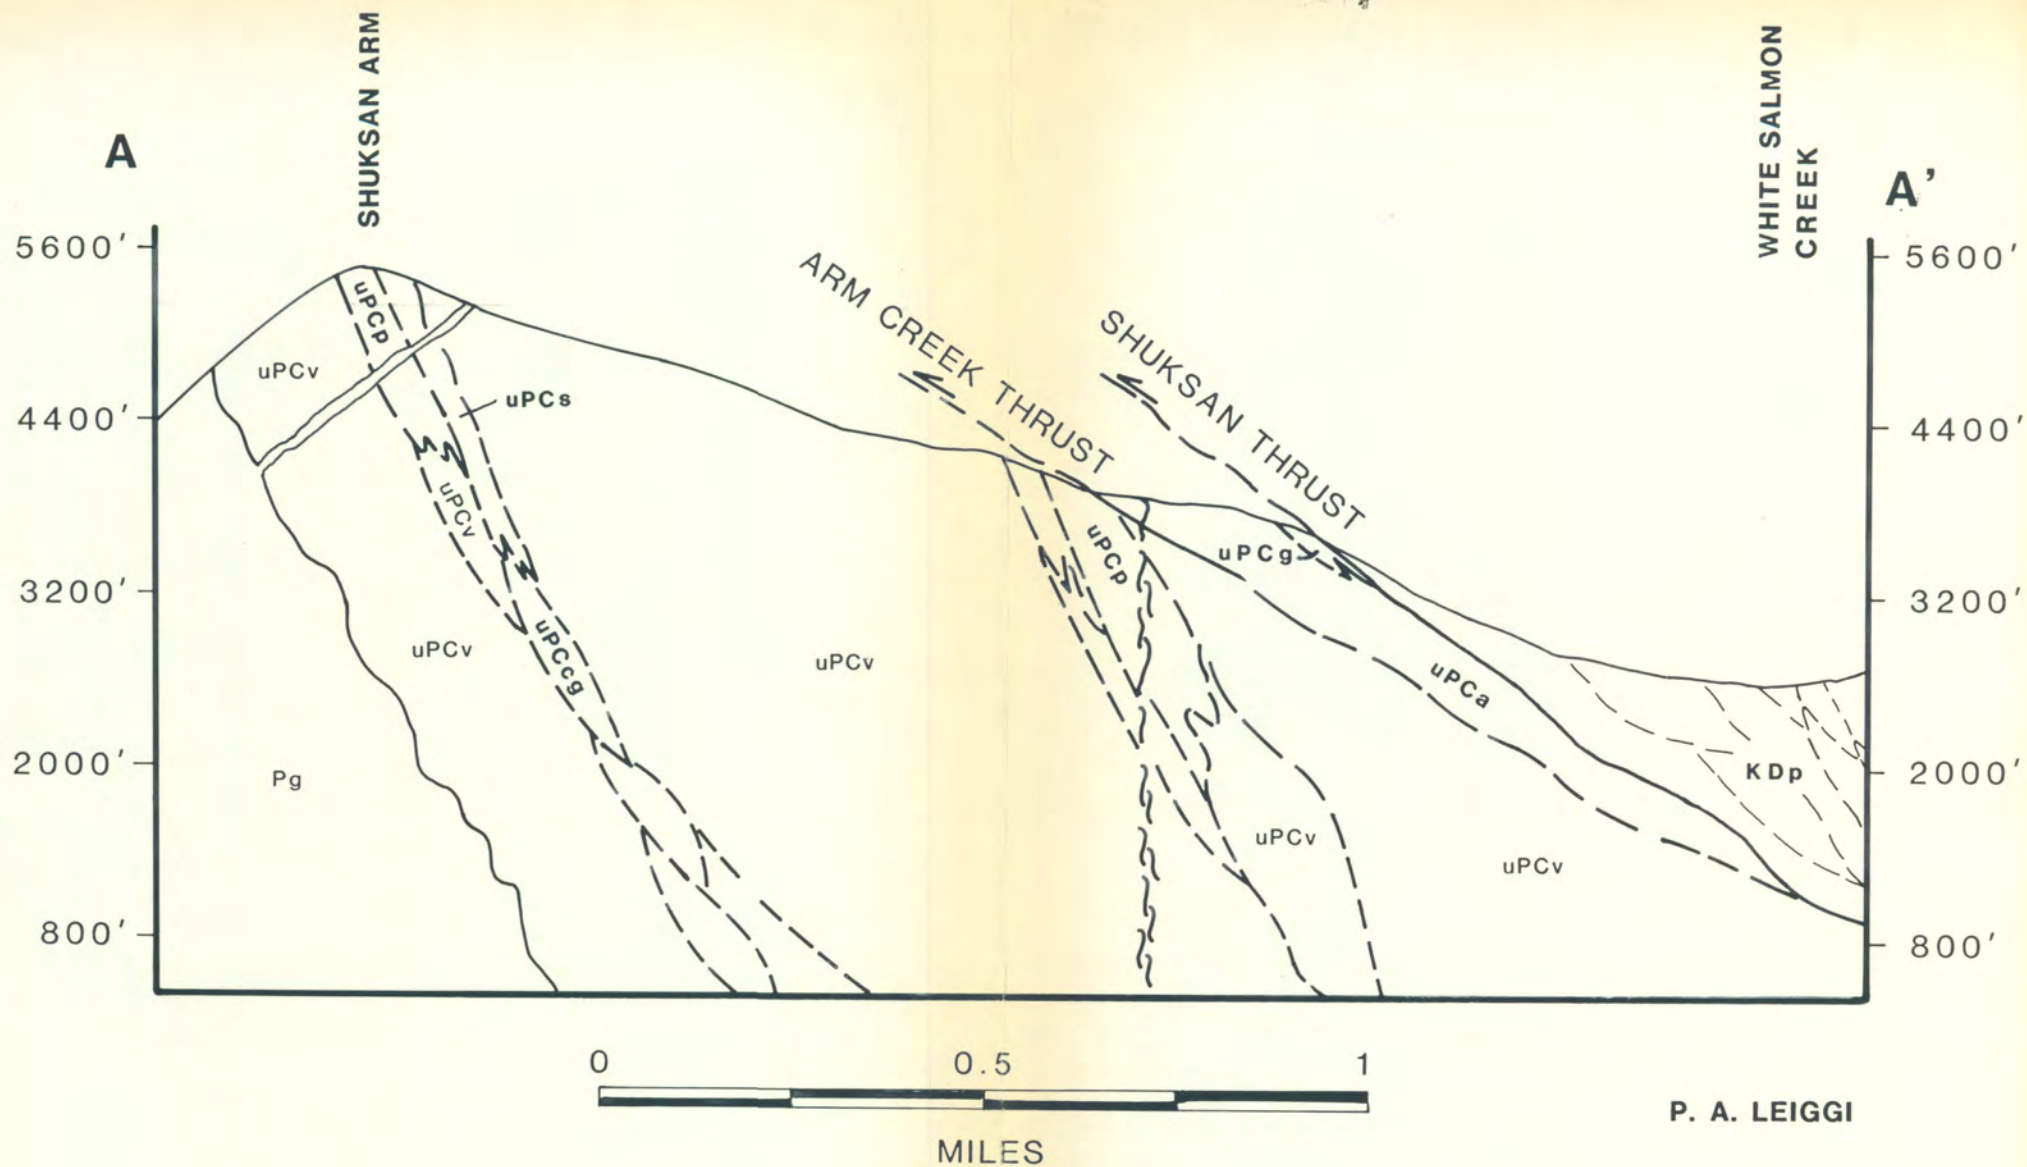 SHUKSAN ARM
WHITE SALMON
CREEK
A
A'
5600'
4400'
3200'
2000'
800'
5600'
4400'
3200'
2000'
800'
ARM CREEK THRUST
SHUKSAN THRUST
uPCp
uPCv
uPCs
uPCv
uPCcg
uPCv
Pg
uPCv
uPCp
uPCg
uPCa
uPCv
uPCv
KDp
0 0.5 1
MILES
P. A. LEIGGI